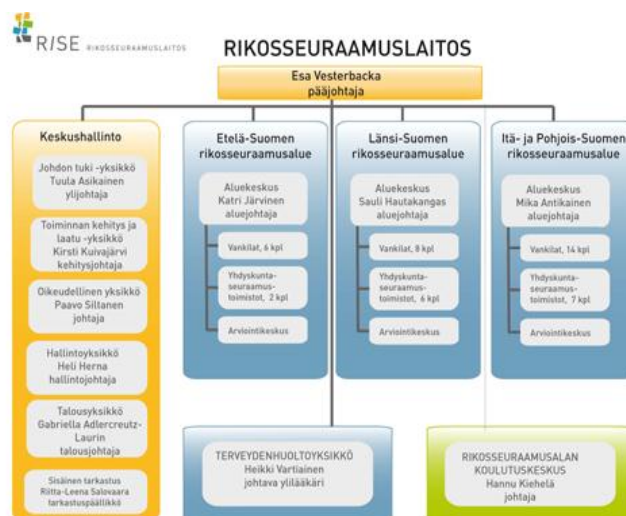 RISE RIKOSSEURAAMUSLAITOS
RIKOSSEURAAMUSLAITOS
Esa Vesterbacka
pääjohtaja
Keskushallinto
Johdon tuki -yksikkö
Tuula Asikainen
ylijohtaja
Toiminnan kehitys ja
laatu -yksikkö
Kirsti Kuivajärvi
kehitysjohtaja
Oikeudellinen yksikkö
Paavo Siltanen
johtaja
Hallintoyksikkö
Heli Herna
hallintojohtaja
Talousyksikkö
Gabriella Adlercreutz-
Laurin
talousjohtaja
Sisäinen tarkastus
Riitta-Leena Salovaara
tarkastuspäällikkö
Etelä-Suomen
rikosseuraamusalue
Aluekeskus
Katri Järvinen
aluejohtaja
Vankilat, 6 kpl
Yhdyskunta-
seuraamus-
toimistot, 2 kpl
Arviointikeskus
Länsi-Suomen
rikosseuraamusalue
Aluekeskus
Sauli Hautakangas
aluejohtaja
Vankilat, 8 kpl
Yhdyskunta-
seuraamus-
toimistot, 6 kpl
Arviointikeskus
Itä- ja Pohjois-Suomen
rikosseuraamusalue
Aluekeskus
Mika Antikainen
aluejohtaja
Vankilat, 14 kpl
Yhdyskunta-
seuraamus-
toimistot, 7 kpl
Arviointikeskus
TERVEYDENHUOLTOYKSIKKÖ
Heikki Vartiainen
johtava ylilääkäri
RIKOSSEURAAMUSALAN
KOULUTUSKESKUS
Hannu Kiehelä
johtaja